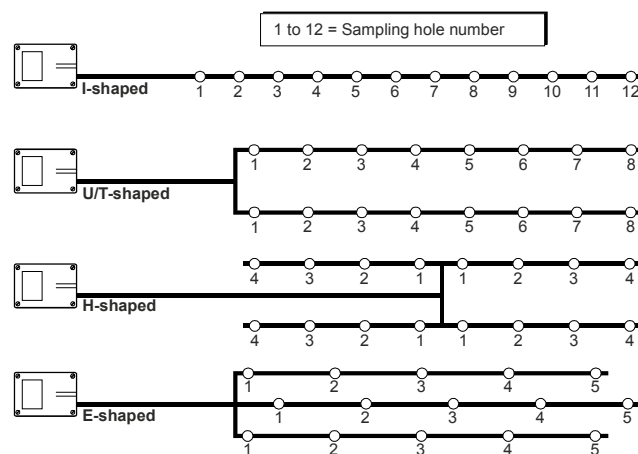 1 to 12 = Sampling hole number
I-shaped
1 2 3 4 5 6 7 8 9 10 11 12
1 2 3 4 5 6 7 8
U/T-shaped
1 2 3 4 5 6 7 8
4 3 2 1 1 2 3 4
H-shaped
4 3 2 1 1 2 3 4
1 2 3 4 5
1 2 3 4 5
E-shaped
1 2 3 4 5